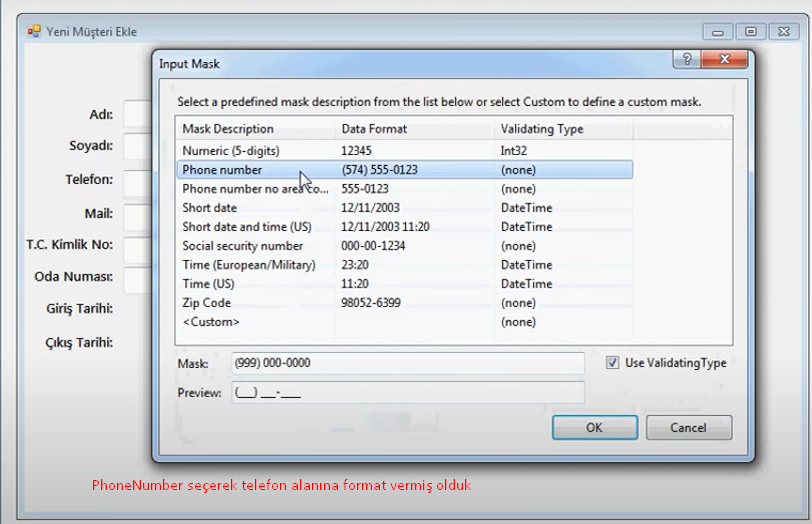 Yeni Müşteri Ekle
Input Mask
Select a predefined mask description from the list below or select Custom to define a custom mask.
Mask Description Data Format Validating Type
Numeric (5-digits) 12345 Int32
Phone number (574) 555-0123 (none)
Phone number no area co... 555-0123 (none)
Short date 12/11/2003 DateTime
Short date and time (US) 12/11/2003 11:20 DateTime
Social security number 000-00-1234 (none)
Time (European/Military) 23:20 DateTime
Time (US) 11:20 DateTime
Zip Code 98052-6399 (none)
<Custom> (none)
Adı:
Soyadı:
Telefon:
Mail:
T.C. Kimlik No:
Oda Numası:
Giriş Tarihi:
Çıkış Tarihi:
Mask: (999) 000-0000 Use ValidatingType
Preview: (__) __-___
OK Cancel
PhoneNumber seçerek telefon alanına format vermiş olduk